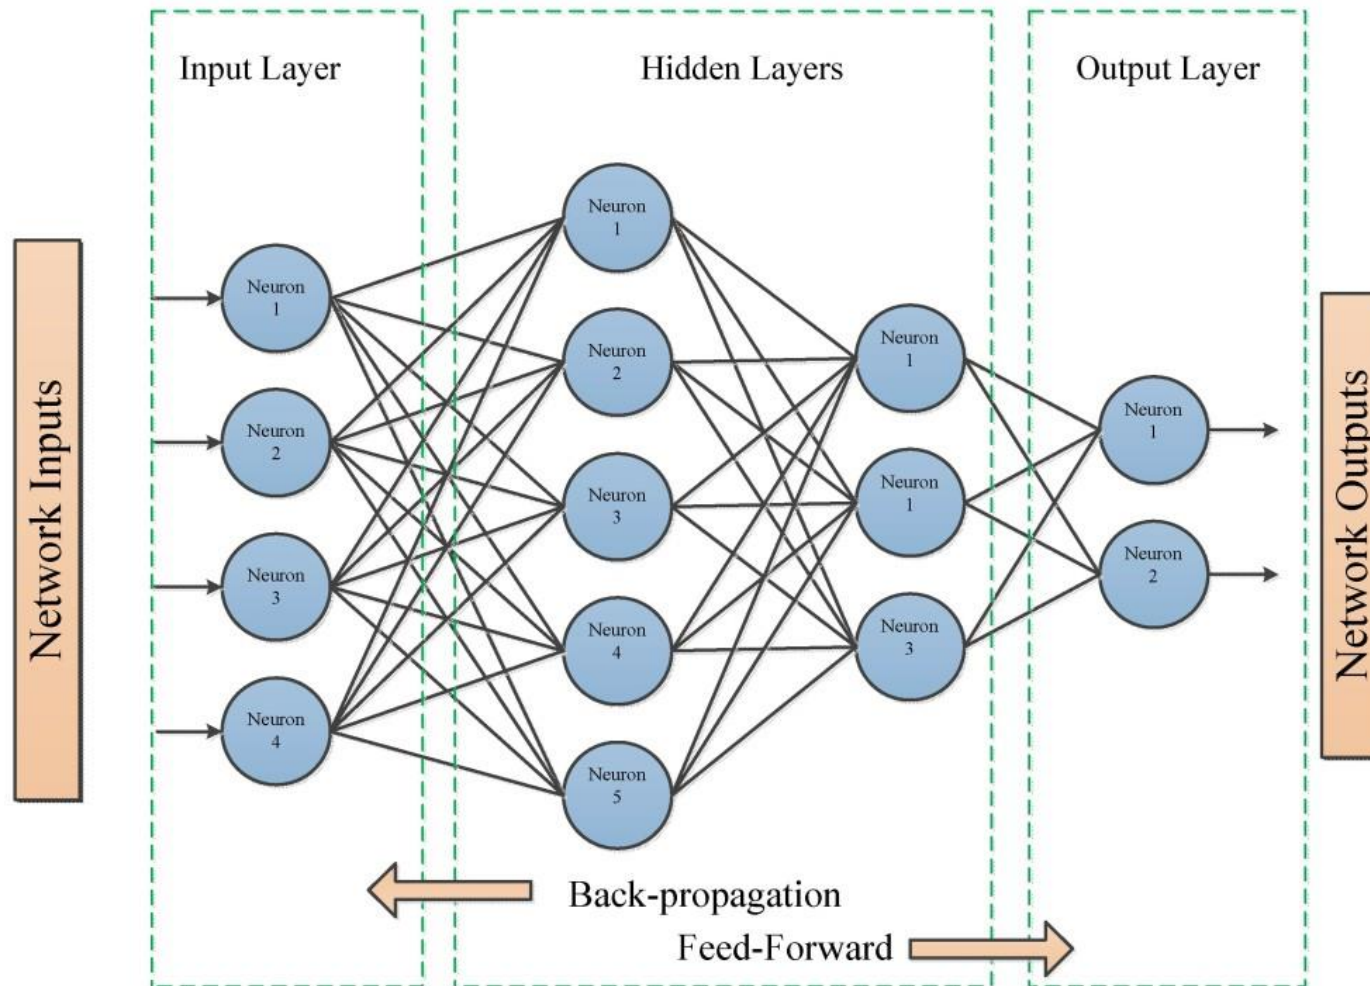 Input Layer
Hidden Layers
Output Layer
Network Inputs
Neuron
1
Neuron
2
Neuron
3
Neuron
4
Neuron
1
Neuron
2
Neuron
3
Neuron
4
Neuron
5
Neuron
1
Neuron
1
Neuron
3
Neuron
1
Neuron
2
Network Outputs
Back-propagation
Feed-Forward